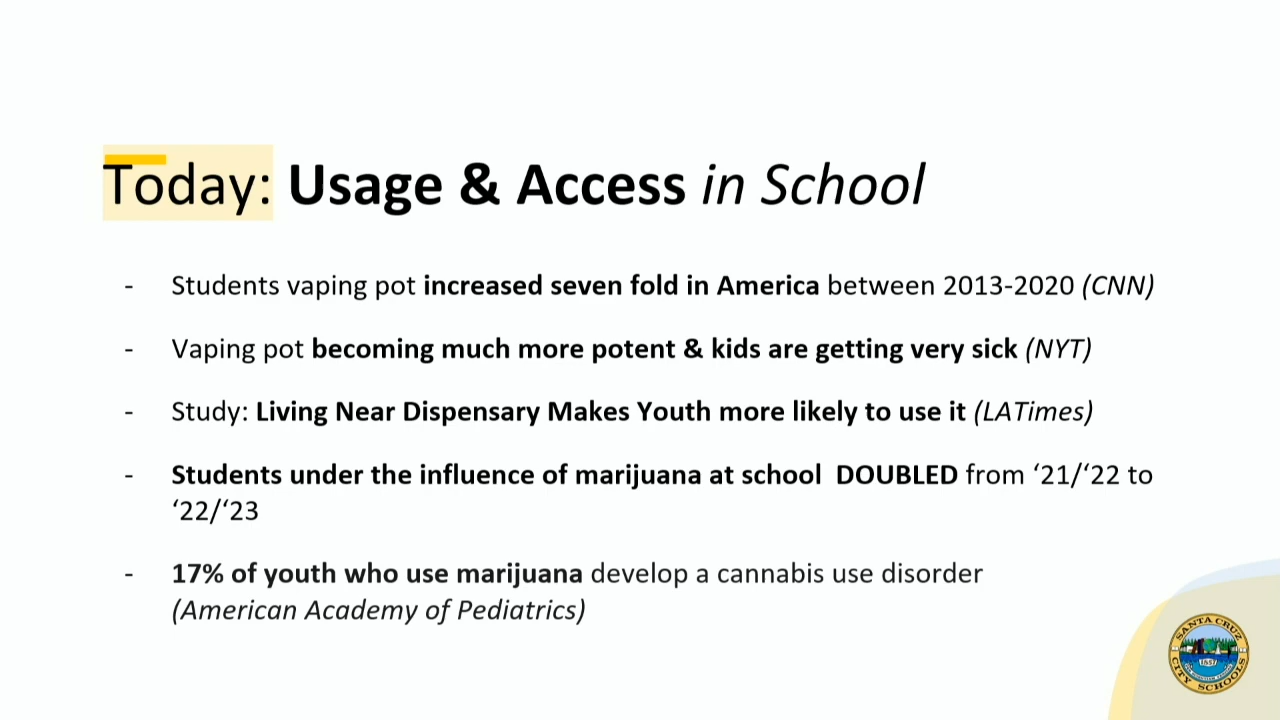 Today: Usage & Access in School
- Students vaping pot increased seven fold in America between 2013-2020 (CNN)
- Vaping pot becoming much more potent & kids are getting very sick (NYT)
- Study: Living Near Dispensary Makes Youth more likely to use it (LATimes)
- Students under the influence of marijuana at school  DOUBLED from ‘21/‘22 to
‘22/‘23
- 17% of youth who use marijuana develop a cannabis use disorder
(American Academy of Pediatrics)
SANTA CRUZ
CITY SCHOOLS